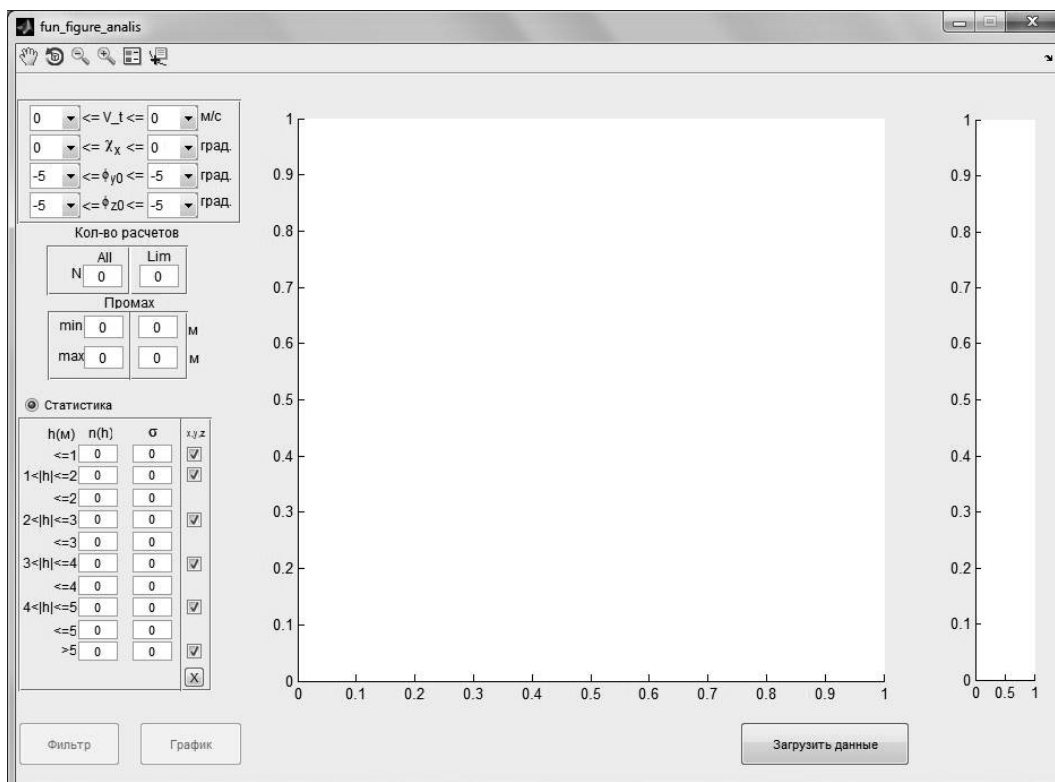 fun_figure_analis
0 <= V_t <= 0 м/с
0 <= χx <= 0 град.
-5 <= ϕy0 <= -5 град.
-5 <= ϕz0 <= -5 град.
Кол-во расчетов
All Lim
N 0 0
Промах
min 0 0 м
max 0 0 м
Статистика
h(м) n(h) σ x,y,z
<=1 0 0
1<|h|<=2 0 0
<=2 0 0
2<|h|<=3 0 0
<=3 0 0
3<|h|<=4 0 0
<=4 0 0
4<|h|<=5 0 0
<=5 0 0
>5 0 0
X
Фильтр График
1
0.9
0.8
0.7
0.6
0.5
0.4
0.3
0.2
0.1
0
0 0.1 0.2 0.3 0.4 0.5 0.6 0.7 0.8 0.9 1
1
0.9
0.8
0.7
0.6
0.5
0.4
0.3
0.2
0.1
0
0 0.5 1
Загрузить данные